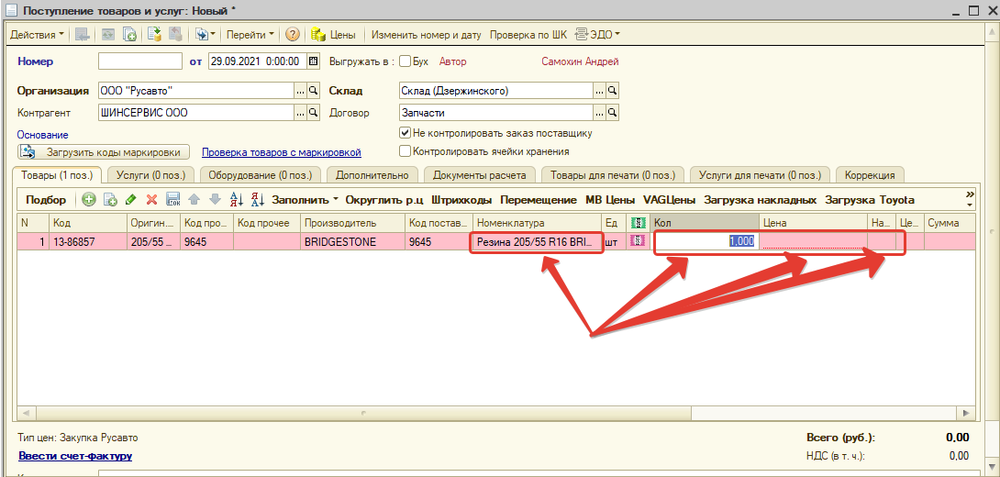 Поступление товаров и услуг: Новый *
Действия Перейти Цены Изменить номер и дату Проверка по ШК ЭДО
Номер от 29.09.2021 0:00:00 Выгружать в : Бух Автор Самохин Андрей
Организация ООО "Русавто" ... Склад Склад (Дзержинского) ...
Контрагент ШИНСЕРВИС ООО ... Договор Запчасти ...
Основание Не контролировать заказ поставщику
Загрузить коды маркировки Проверка товаров с маркировкой Контролировать ячейки хранения
Товары (1 поз.) Услуги (0 поз.) Оборудование (0 поз.) Дополнительно Документы расчета Товары для печати (0 поз.) Услуги для печати (0 поз.) Коррекция
Подбор Заполнить Округлить р.ц Штрихкоды Перемещение МВ Цены VAGЦены Загрузка накладных Загрузка Toyota »
N Код Оригин... Код про... Код прочее Производитель Код постав... Номенклатура Ед Кол Цена На... Це... Сумма
1 13-86857 205/55 ... 9645 BRIDGESTONE 9645 Резина 205/55 R16 BRI... шт 1,000
Тип цен: Закупка Русавто Всего (руб.): 0,00
Ввести счет-фактуру НДС (в т. ч.): 0,00